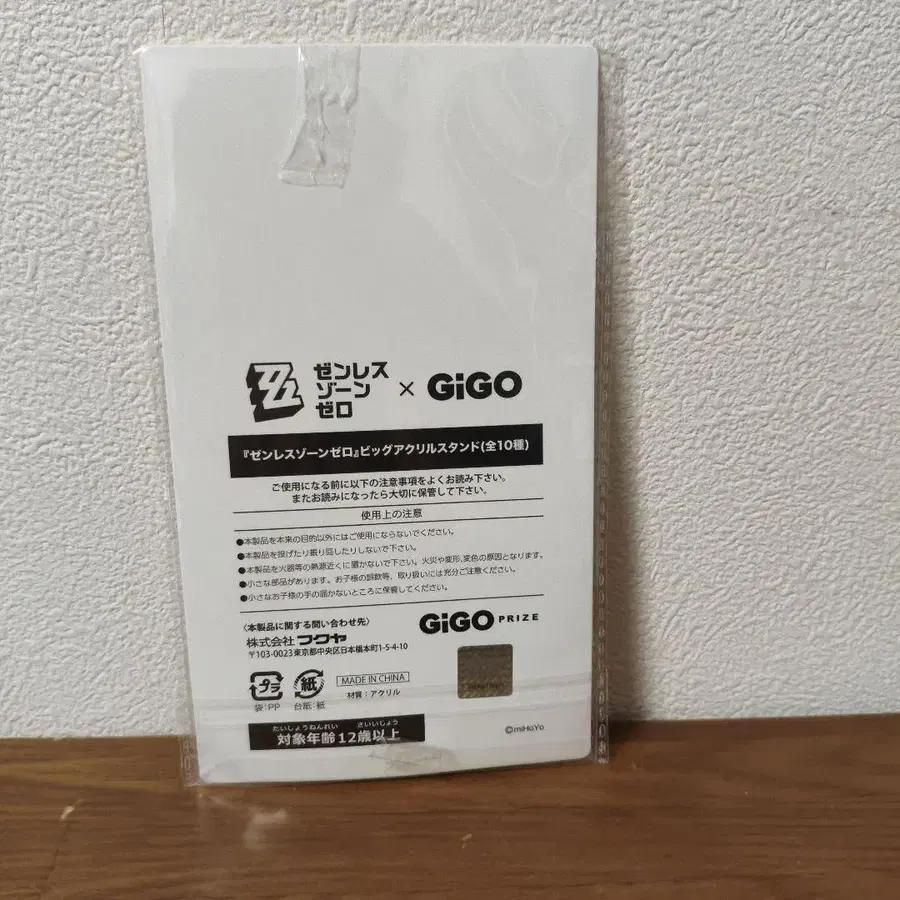 ゼンレス
ゾーン
ゼロ
× GiGO
『ゼンレスゾーンゼロ』ビッグアクリルスタンド(全10種)
ご使用になる前に以下の注意事項をよくお読み下さい。
またお読みになったら大切に保管して下さい。
使用上の注意
●本製品を本来の目的以外にはご使用にならないでください。
●本製品を投げたり振り回したりしないで下さい。
●本製品を火器等の熱源近くに置かないで下さい。火災や変形、変色の原因となります。
●小さな部品があります。お子様の誤飲等、取り扱いには充分ご注意ください。
●小さなお子様の手の届かないところに保管してください。
〈本製品に関する問い合わせ先〉
株式会社 フクヤ
〒103-0023東京都中央区日本橋本町1-5-4-10
GiGO PRIZE
プラ
袋:PP
紙
台紙:紙
MADE IN CHINA
材質:アクリル
たいしょうねんれい さいいじょう
対象年齢12歳以上
©miHoYo